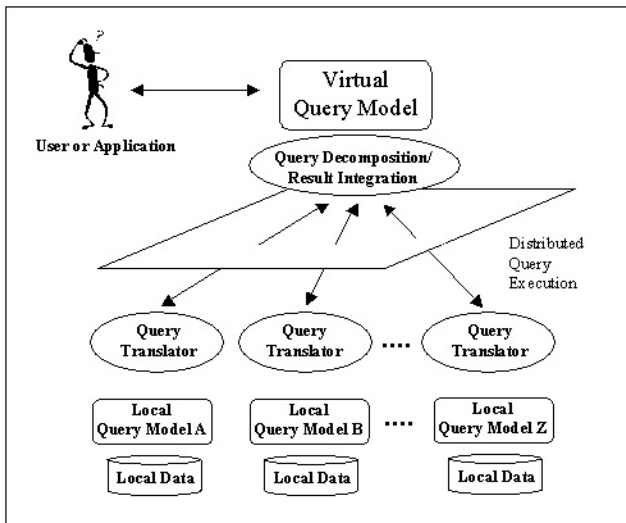 ?
Virtual
Query Model
User or Application
Query Decomposition/
Result Integration
Distributed
Query
Execution
Query
Translator
Query
Translator
....
Query
Translator
Local
Query Model A
Local
Query Model B
....
Local
Query Model Z
Local Data
Local Data
Local Data